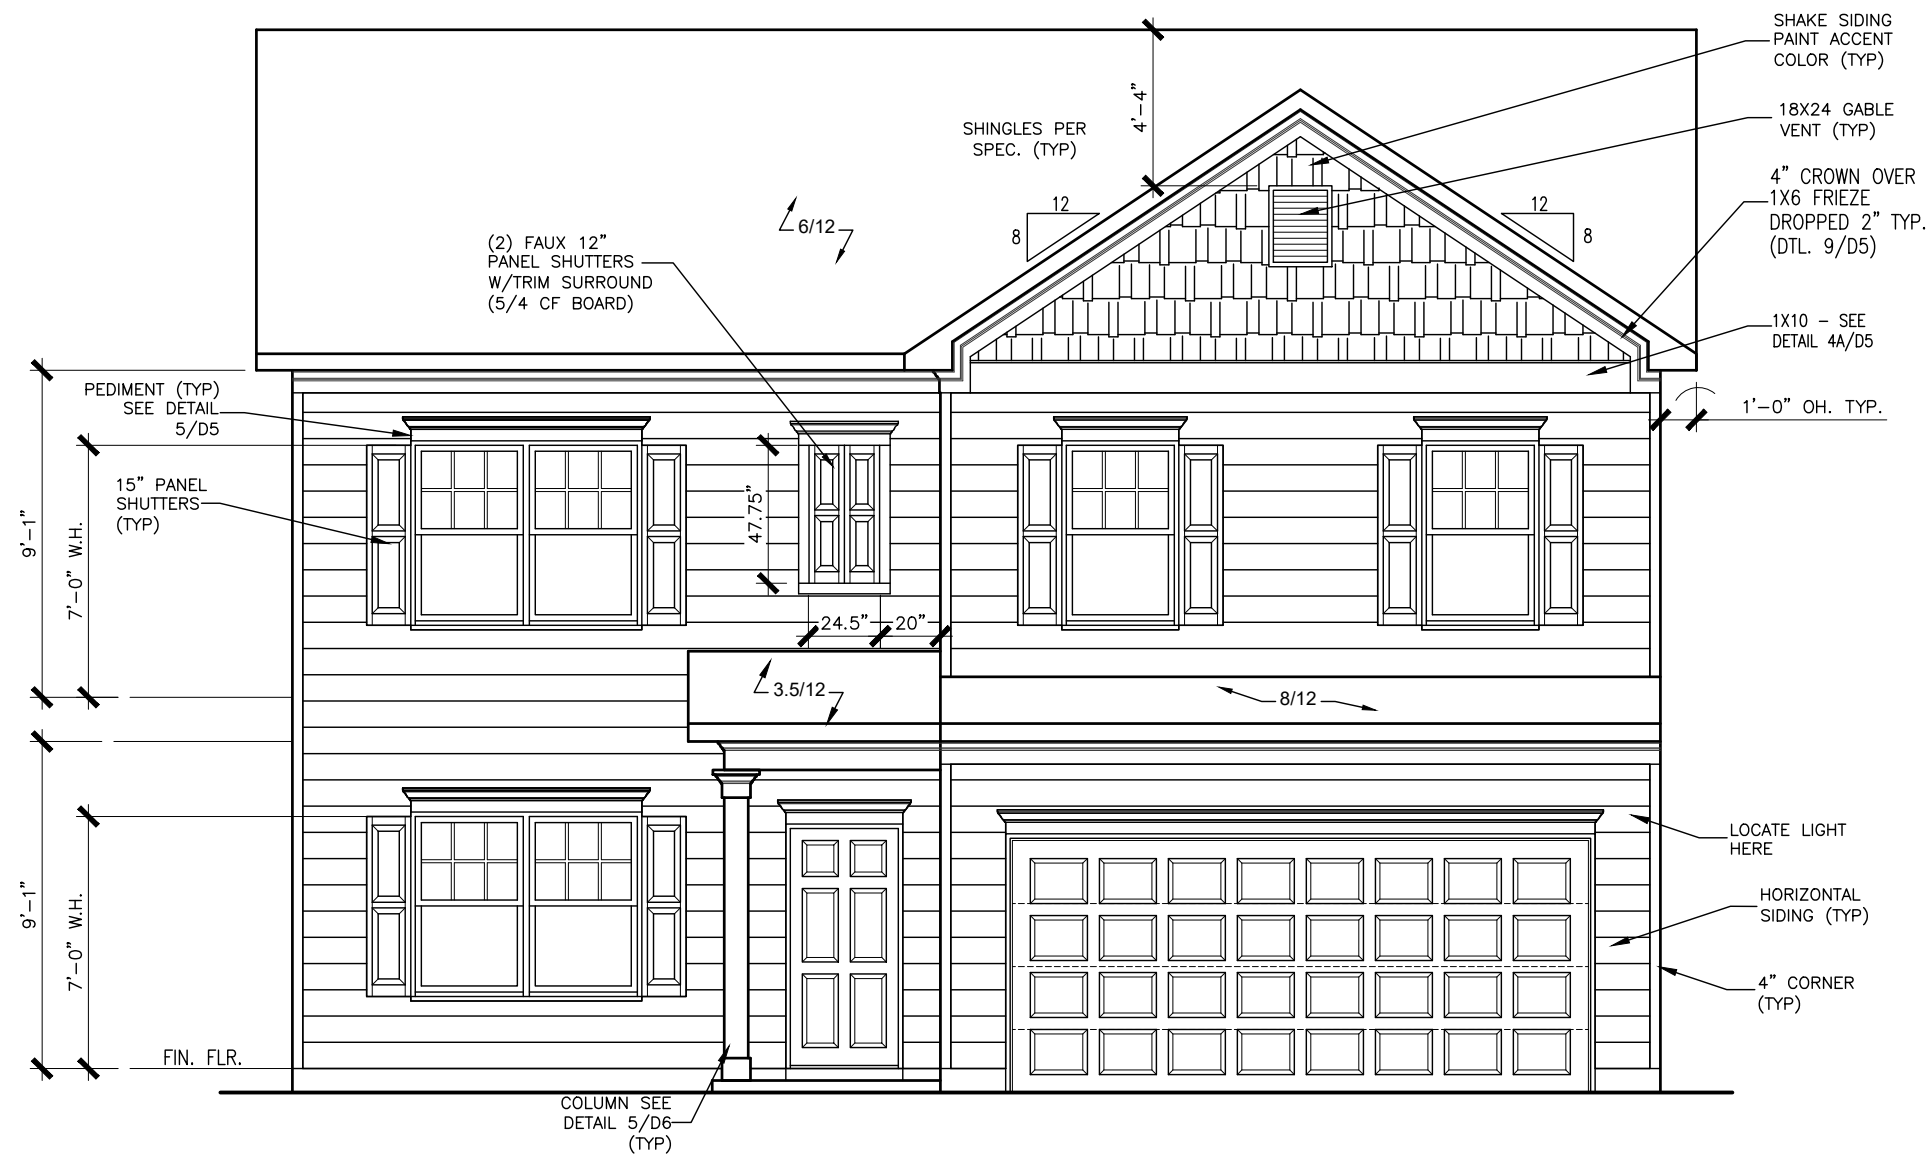 SHAKE SIDING
PAINT ACCENT
COLOR (TYP)
4'-4"
18X24 GABLE
VENT (TYP)
SHINGLES PER
SPEC. (TYP)
4" CROWN OVER
1X6 FRIEZE
DROPPED 2" TYP.
(DTL. 9/D5)
12
8
12
8
6/12
(2) FAUX 12"
PANEL SHUTTERS
W/TRIM SURROUND
(5/4 CF BOARD)
1X10 – SEE
DETAIL 4A/D5
PEDIMENT (TYP)
SEE DETAIL
5/D5
1'-0" OH. TYP.
15" PANEL
SHUTTERS
(TYP)
9'-1"
7'-0" W.H.
47.75"
24.5"
20"
3.5/12
8/12
LOCATE LIGHT
HERE
9'-1"
7'-0" W.H.
HORIZONTAL
SIDING (TYP)
4" CORNER
(TYP)
FIN. FLR.
COLUMN SEE
DETAIL 5/D6
(TYP)